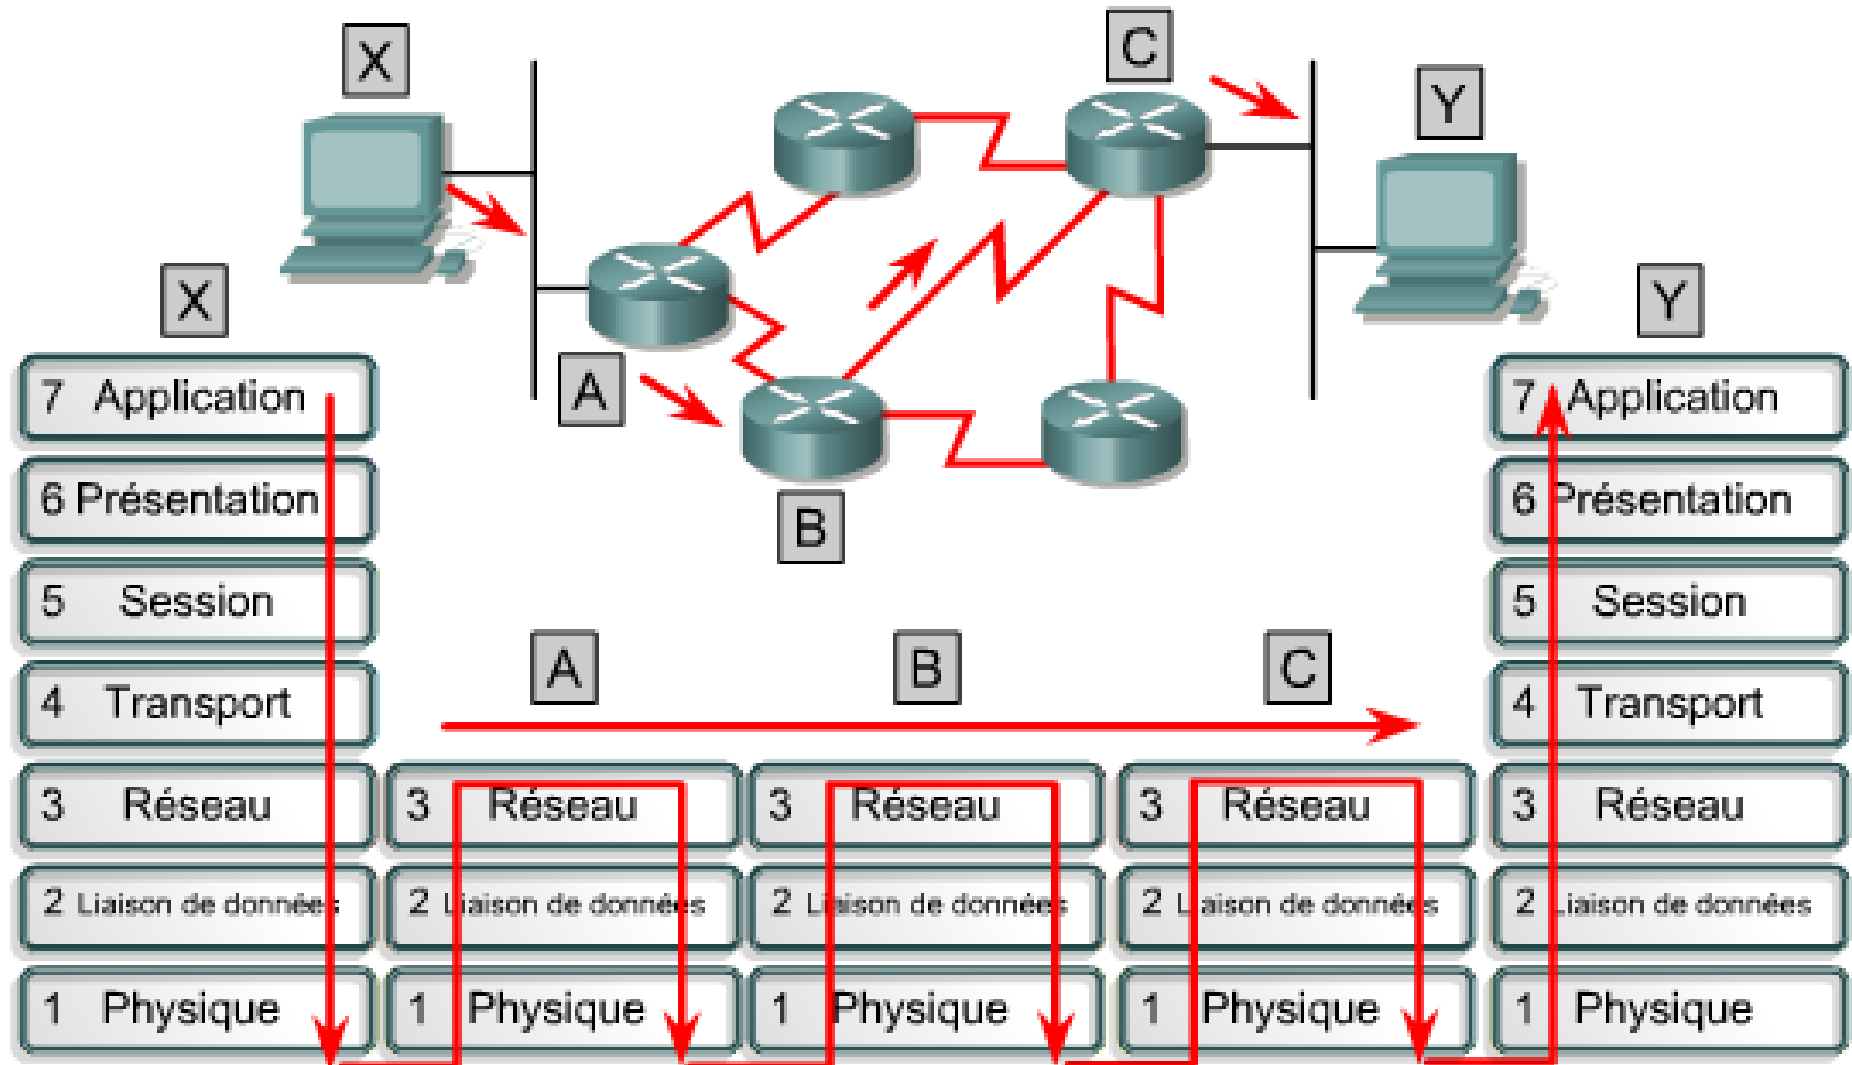 X
C
Y
X
A
B
Y
7 Application
6 Présentation
5 Session
4 Transport
3 Réseau
2 Liaison de données
1 Physique
A
3 Réseau
2 Liaison de données
1 Physique
B
3 Réseau
2 Liaison de données
1 Physique
C
3 Réseau
2 Liaison de données
1 Physique
7 Application
6 Présentation
5 Session
4 Transport
3 Réseau
2 Liaison de données
1 Physique